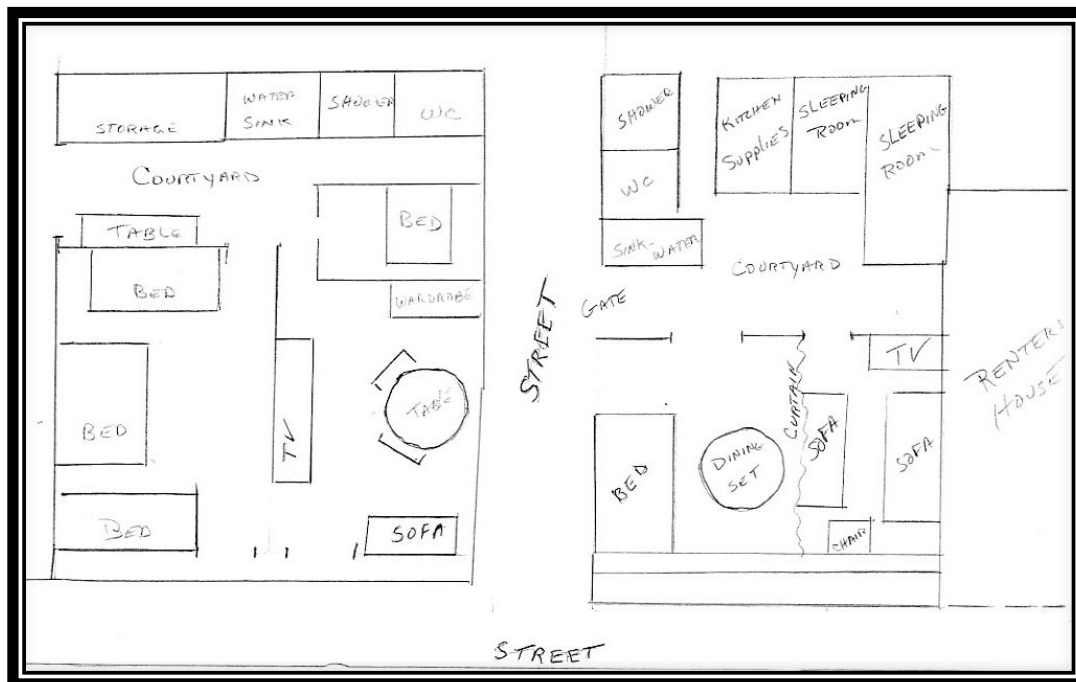 STORAGE
WATER
SINK
SHOWER
WC
COURTYARD
TABLE
BED
BED
WARDROBE
BED
TV
TABLE
BED
SOFA
STREET
SHOWER
WC
SINK-
WATER
KITCHEN
SUPPLIES
SLEEPING
ROOM
SLEEPING
ROOM
COURTYARD
GATE
TV
RENTERS
HOUSE
CURTAIN
SOFA
SOFA
BED
DINING
SET
CHAIR
STREET